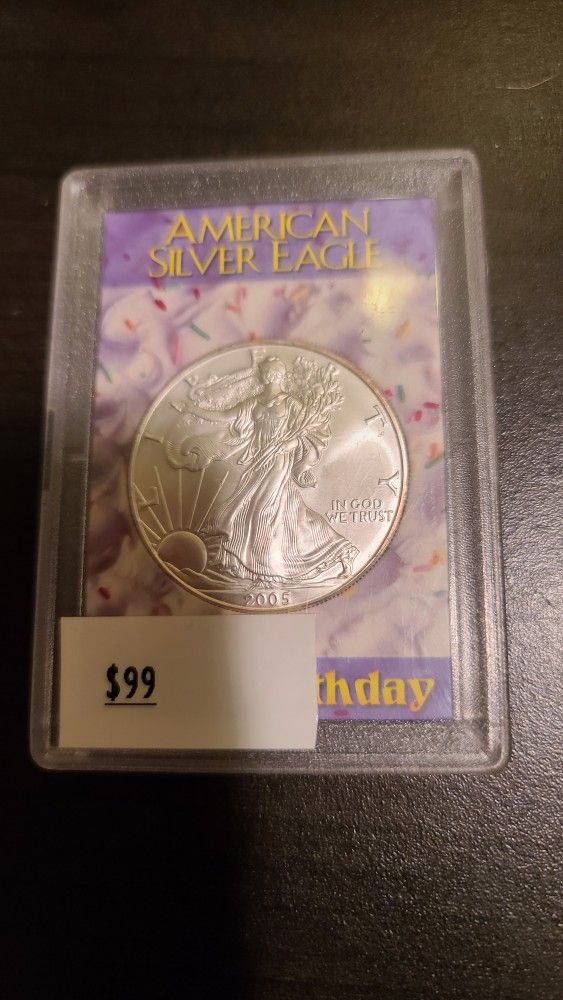 AMERICAN
SILVER EAGLE
LIBERTY
IN GOD
WE TRUST
2005
$99
thday